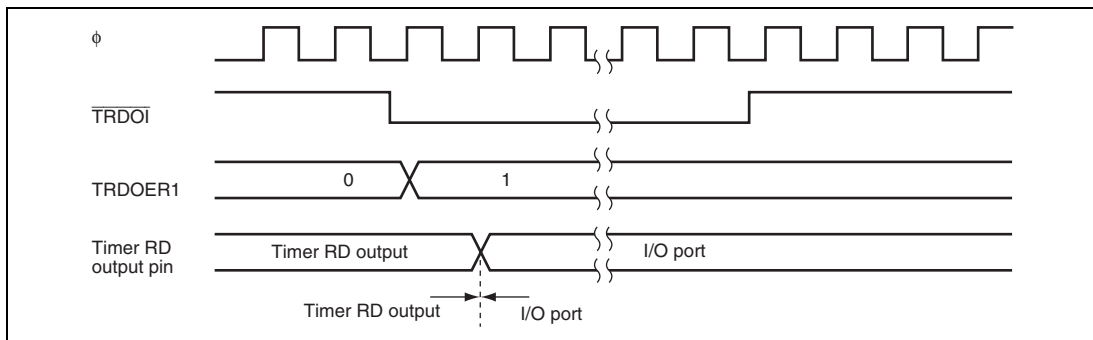 ϕ
TRDOI
TRDOER1
0
1
Timer RD
output pin
Timer RD output
I/O port
Timer RD output
I/O port